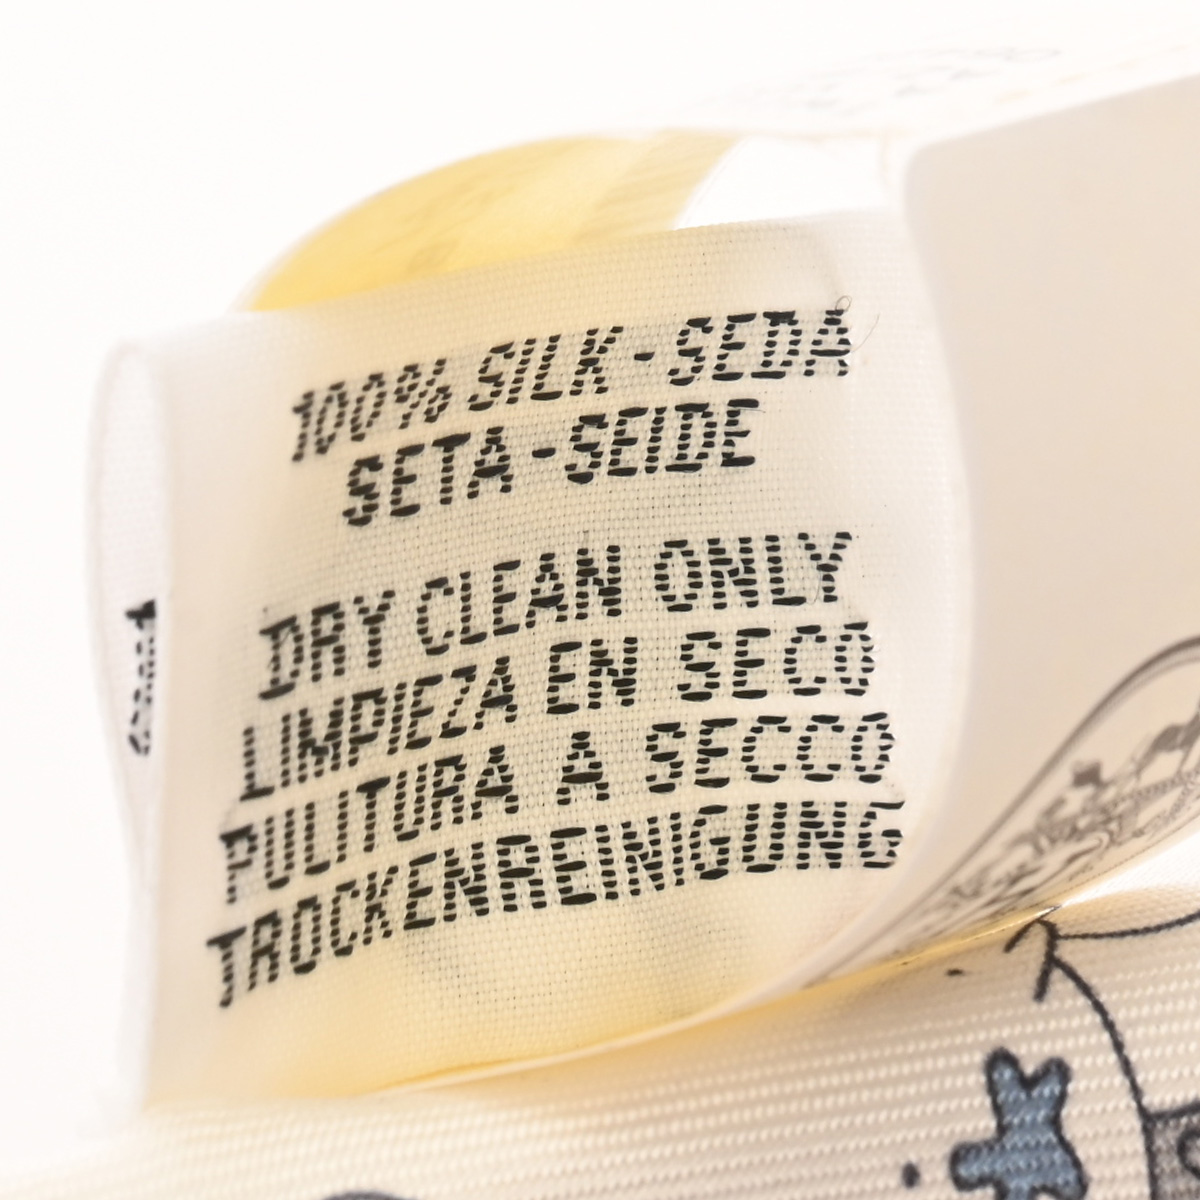 100% SILK - SEDA
SETA - SEIDE
DRY CLEAN ONLY
LIMPIEZA EN SECO
PULITURA A SECCO
TROCKENREINIGUNG